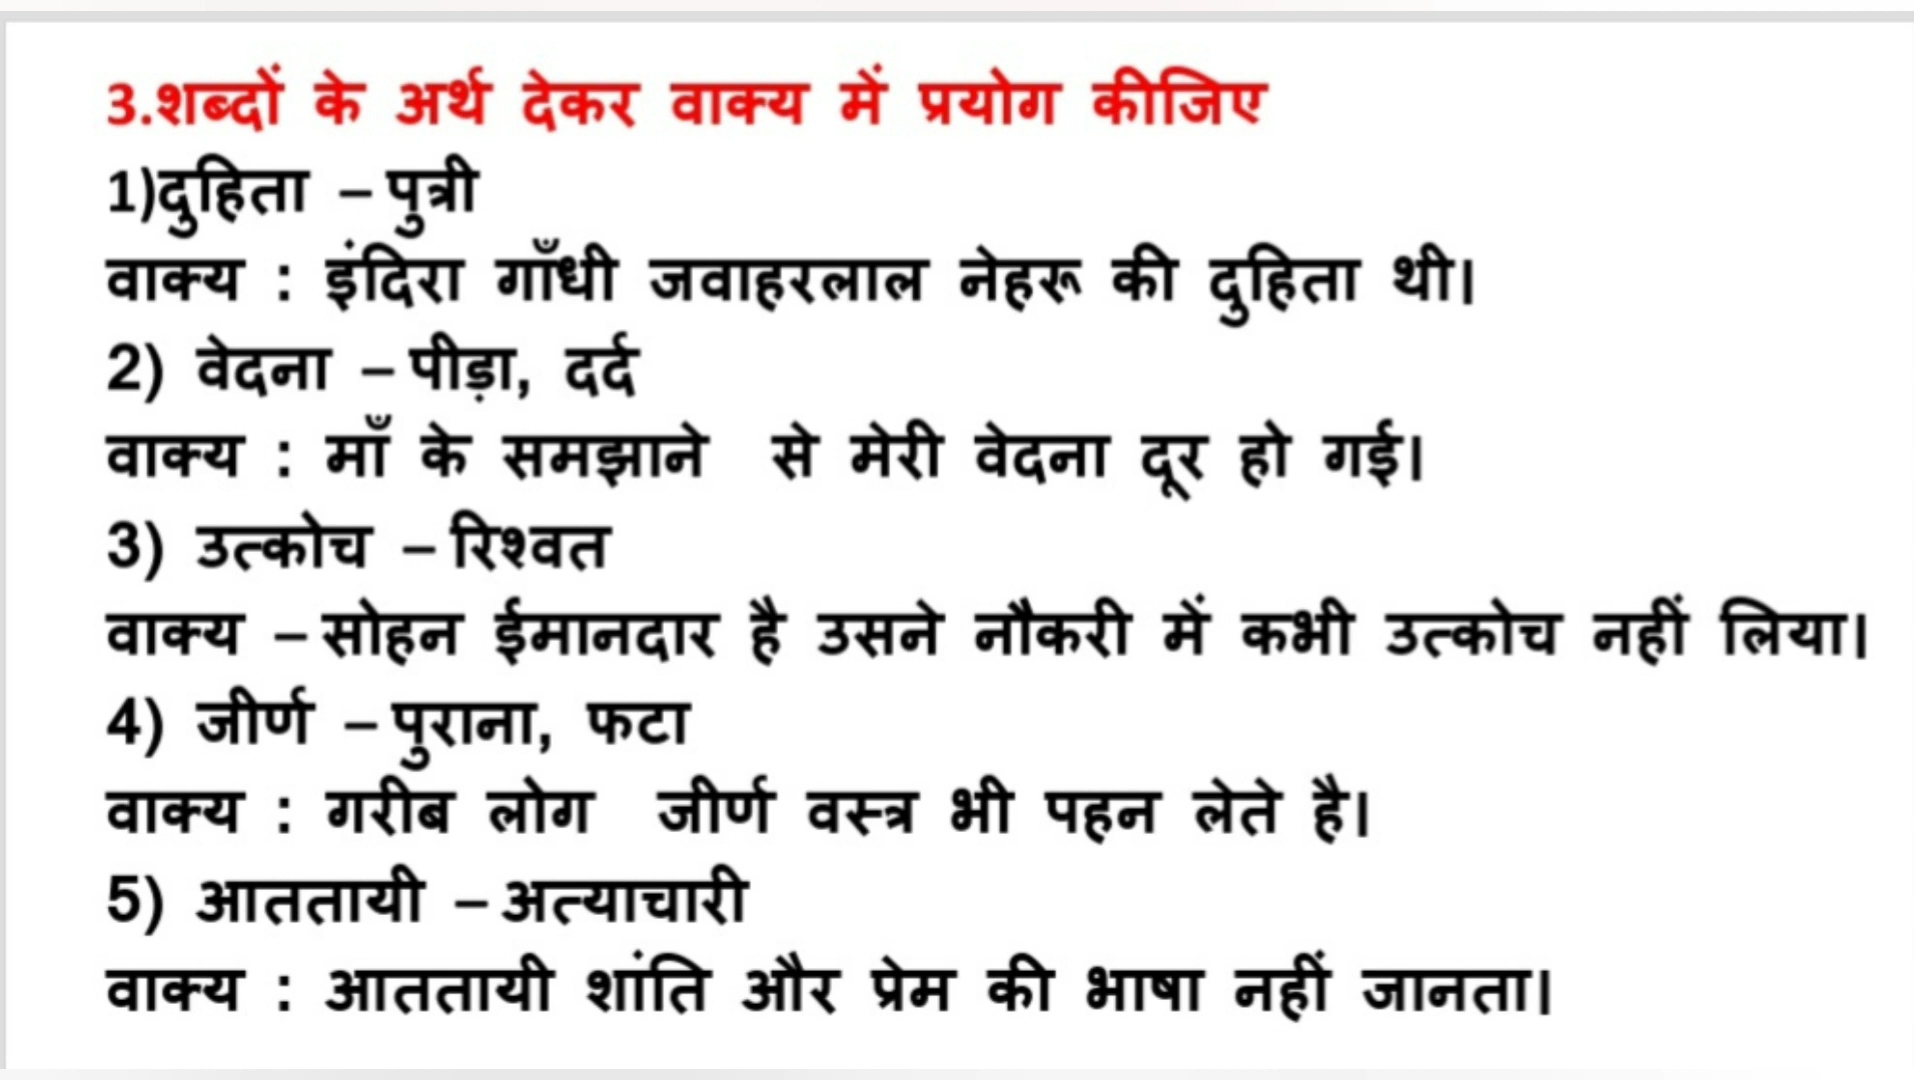 3.शब्दों के अर्थ देकर वाक्य में प्रयोग कीजिए
1)दुहिता – पुत्री
वाक्य : इंदिरा गाँधी जवाहरलाल नेहरू की दुहिता थी।
2) वेदना – पीड़ा, दर्द
वाक्य : माँ के समझाने से मेरी वेदना दूर हो गई।
3) उत्कोच – रिश्वत
वाक्य – सोहन ईमानदार है उसने नौकरी में कभी उत्कोच नहीं लिया।
4) जीर्ण – पुराना, फटा
वाक्य : गरीब लोग जीर्ण वस्त्र भी पहन लेते है।
5) आततायी – अत्याचारी
वाक्य : आततायी शांति और प्रेम की भाषा नहीं जानता।